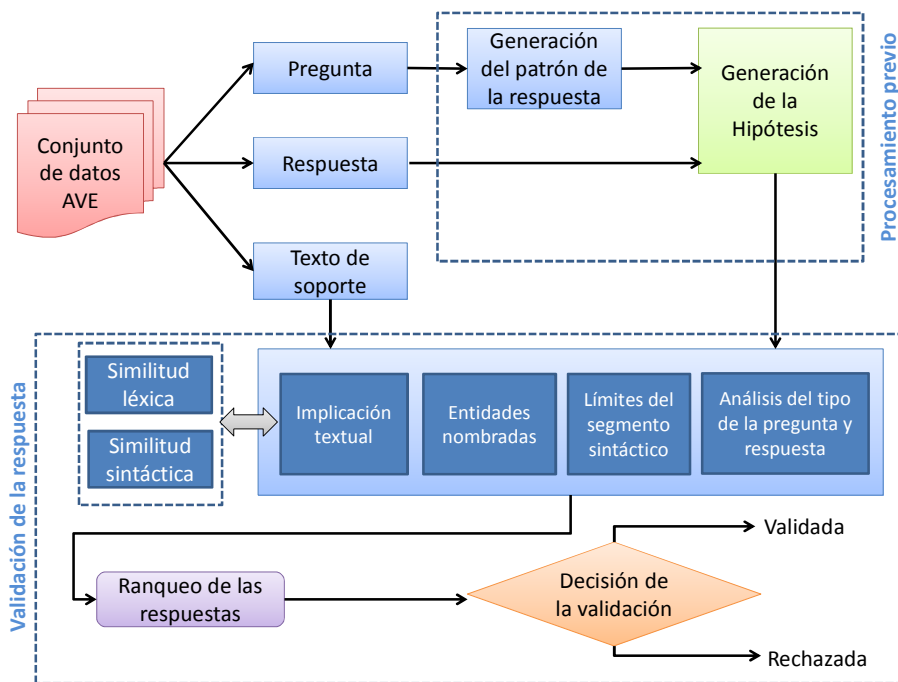 Conjunto
de datos
AVE
Pregunta
Respuesta
Texto de
soporte
Generación
del patrón de
la respuesta
Generación
de la
Hipótesis
Procesamiento previo
Validación de la respuesta
Similitud
léxica
Similitud
sintáctica
Implicación
textual
Entidades
nombradas
Límites del
segmento
sintáctico
Análisis del tipo
de la pregunta y
respuesta
Ranqueo de las
respuestas
Decisión de
la validación
Validada
Rechazada